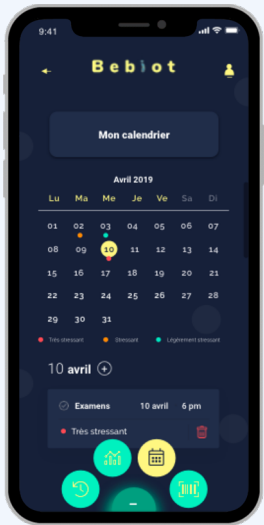 9:41
Bebiot
Mon calendrier
Avril 2019
Lu Ma Me Je Ve Sa Di
01 02 03 04 05 06 07
08 09 10 11 12 13 14
15 16 17 18 19 20 21
22 23 24 25 26 27 28
29 30 31
Très stressant Stressant Légèrement stressant
10 avril
Examens 10 avril 6 pm
Très stressant